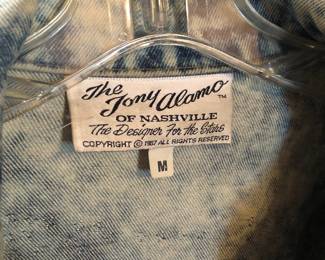 The
Tony Alamo™
OF NASHVILLE
The Designer For the Stars
COPYRIGHT © 1987 ALL RIGHTS RESERVED
M